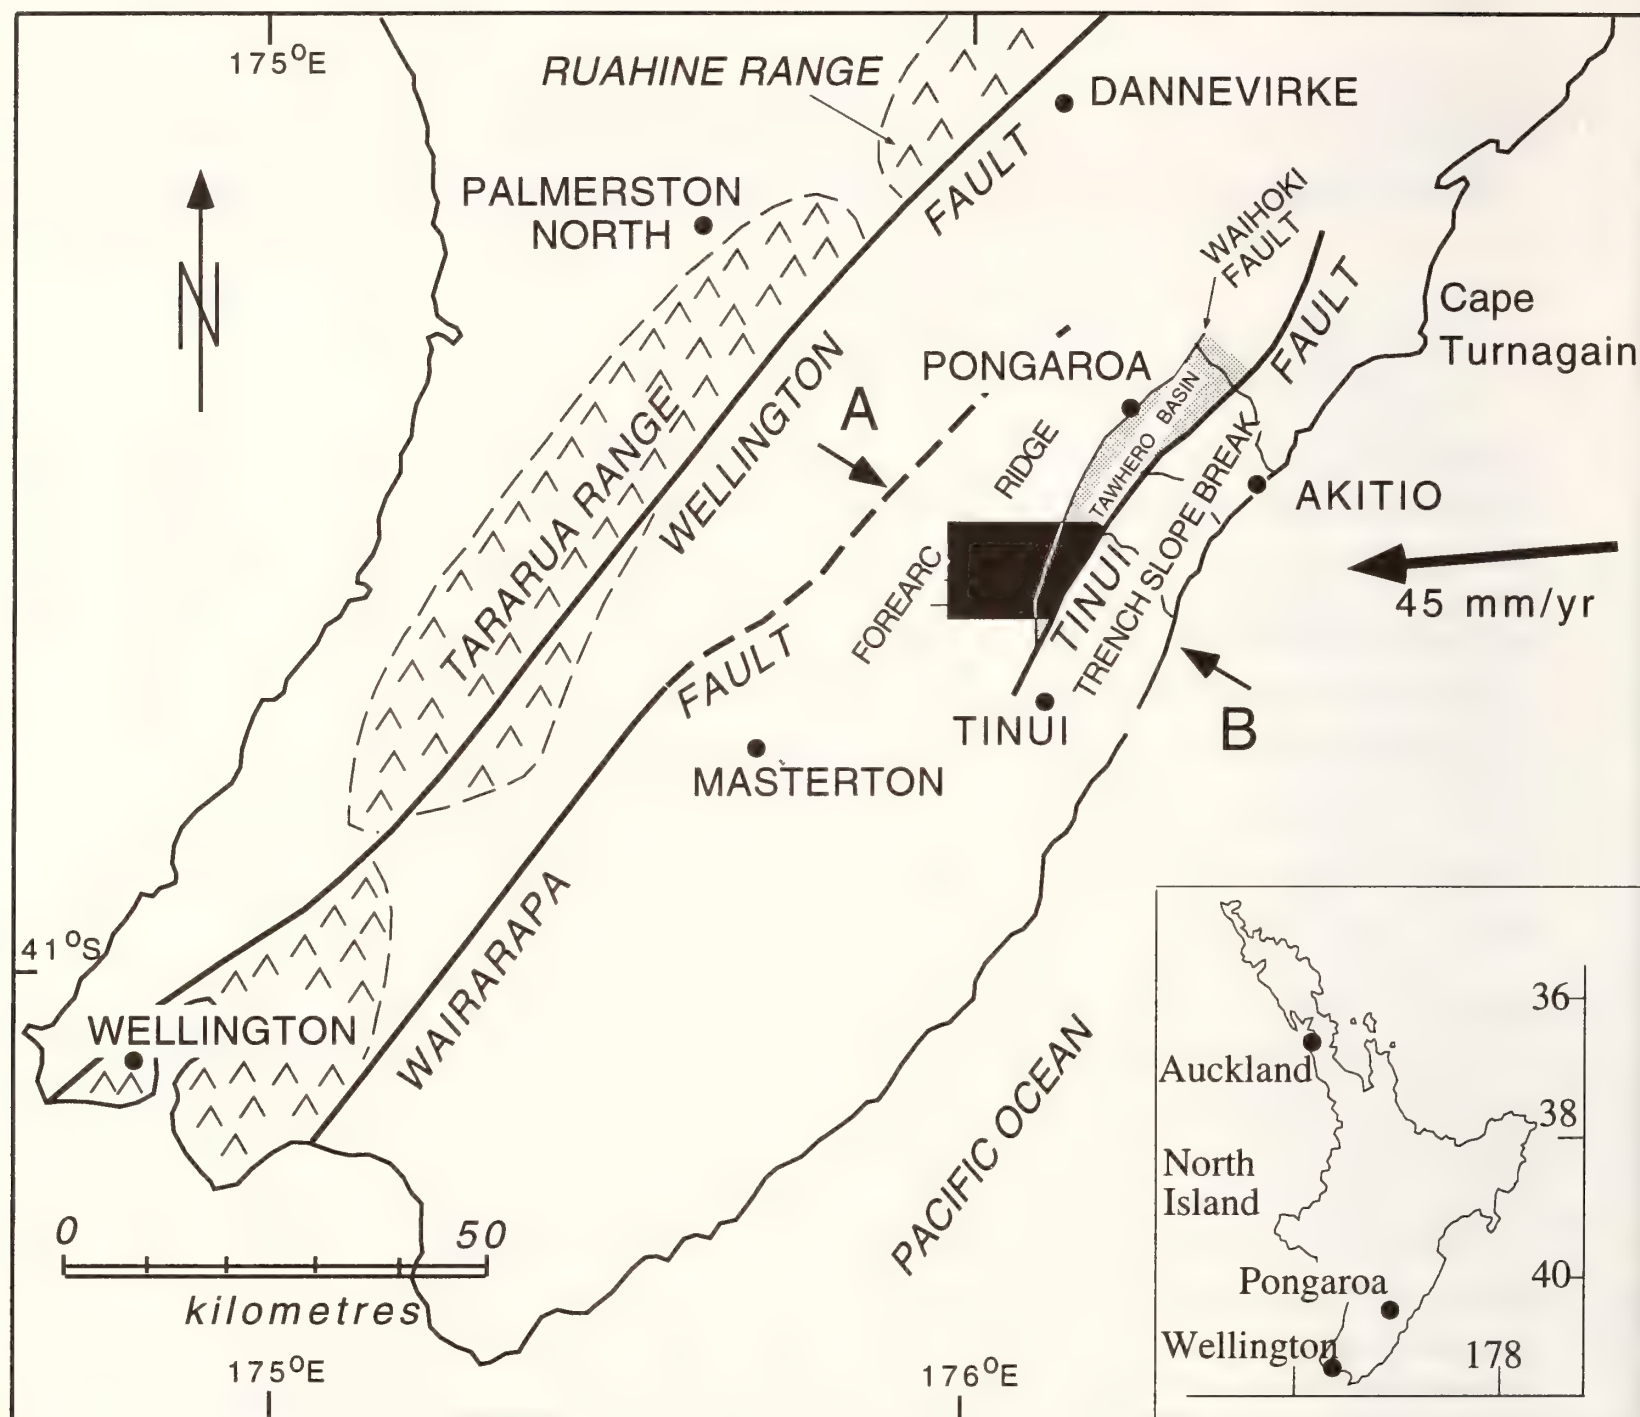 175°E
RUAHINE RANGE
DANNEVIRKE
PALMERSTON
NORTH
FAULT
WAIHOKI
FAULT
N
Cape
Turnagain
FAULT
PONGAROA
WELLINGTON
A
RIDGE
TAWHERO BASIN
TARARUA RANGE
AKITIO
FOREARC
TINUI
TRENCH SLOPE BREAK
45 mm/yr
FAULT
TINUI
B
MASTERTON
WAIRARAPA
41°S
WELLINGTON
PACIFIC OCEAN
0 50
kilometres
175°E
176°E
36
Auckland
38
North
Island
40
Pongaroa
Wellington
178